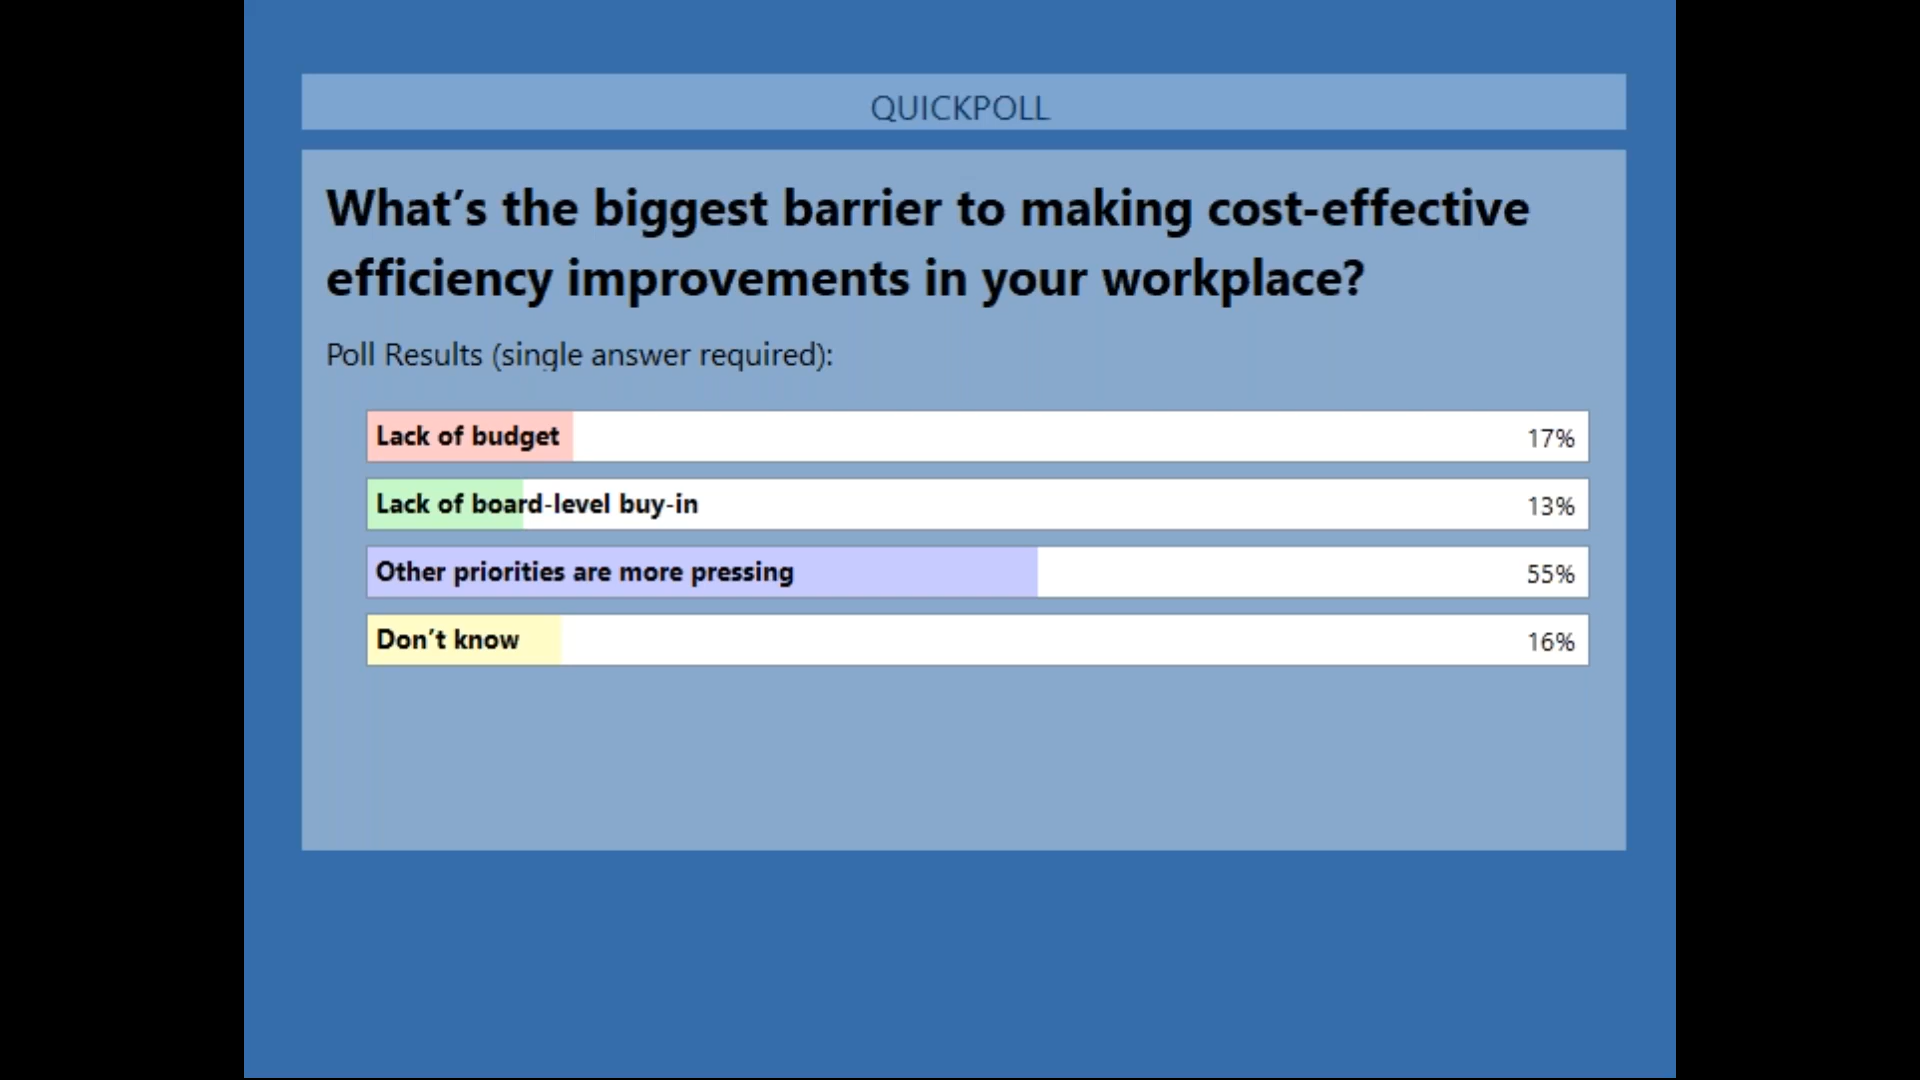 QUICKPOLL
What’s the biggest barrier to making cost-effective
efficiency improvements in your workplace?
Poll Results (single answer required):
Lack of budget 17%
Lack of board-level buy-in 13%
Other priorities are more pressing 55%
Don’t know 16%